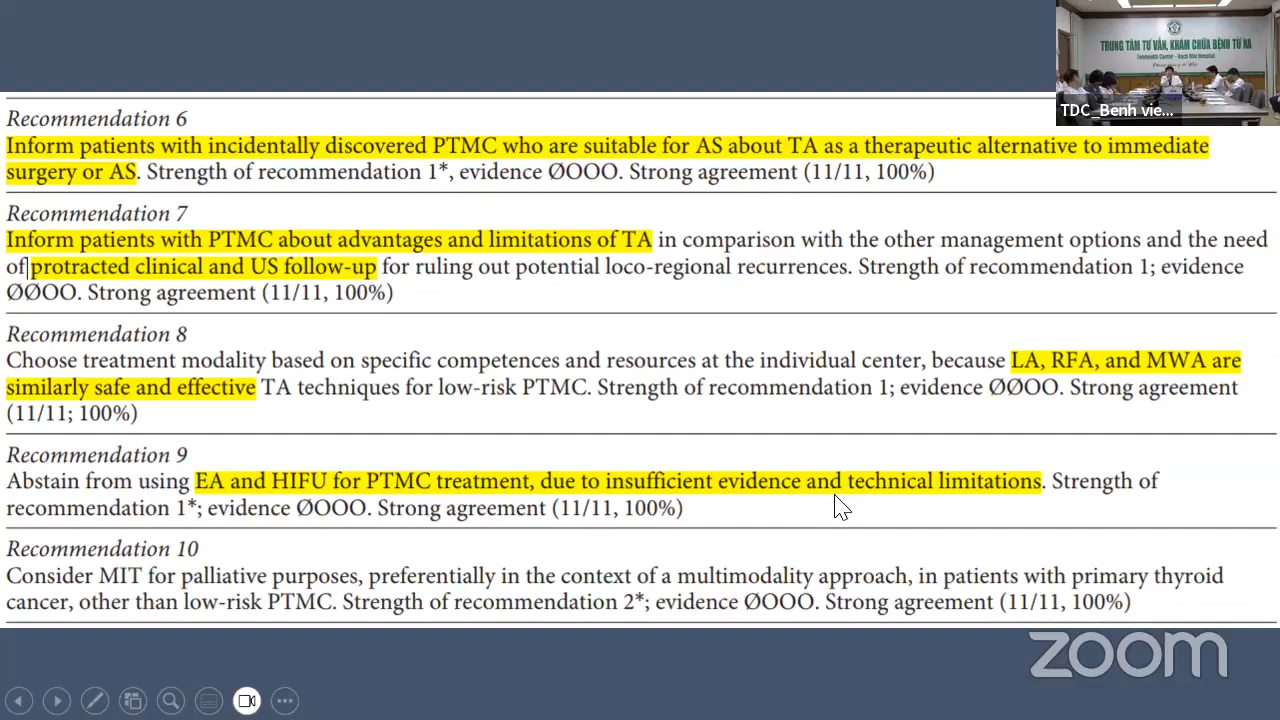 TRUNG TÂM TƯ VẤN, KHÁM CHỮA BỆNH TỪ XA
Telehealth Center - Bach Mai Hospital
TDC_Benh vie...
Recommendation 6
Inform patients with incidentally discovered PTMC who are suitable for AS about TA as a therapeutic alternative to immediate
surgery or AS. Strength of recommendation 1*, evidence ØOOO. Strong agreement (11/11, 100%)
Recommendation 7
Inform patients with PTMC about advantages and limitations of TA in comparison with the other management options and the need
of protracted clinical and US follow-up for ruling out potential loco-regional recurrences. Strength of recommendation 1; evidence
ØØOO. Strong agreement (11/11, 100%)
Recommendation 8
Choose treatment modality based on specific competences and resources at the individual center, because LA, RFA, and MWA are
similarly safe and effective TA techniques for low-risk PTMC. Strength of recommendation 1; evidence ØØOO. Strong agreement
(11/11; 100%)
Recommendation 9
Abstain from using EA and HIFU for PTMC treatment, due to insufficient evidence and technical limitations. Strength of
recommendation 1*; evidence ØOOO. Strong agreement (11/11, 100%)
Recommendation 10
Consider MIT for palliative purposes, preferentially in the context of a multimodality approach, in patients with primary thyroid
cancer, other than low-risk PTMC. Strength of recommendation 2*; evidence ØOOO. Strong agreement (11/11, 100%)
zoom